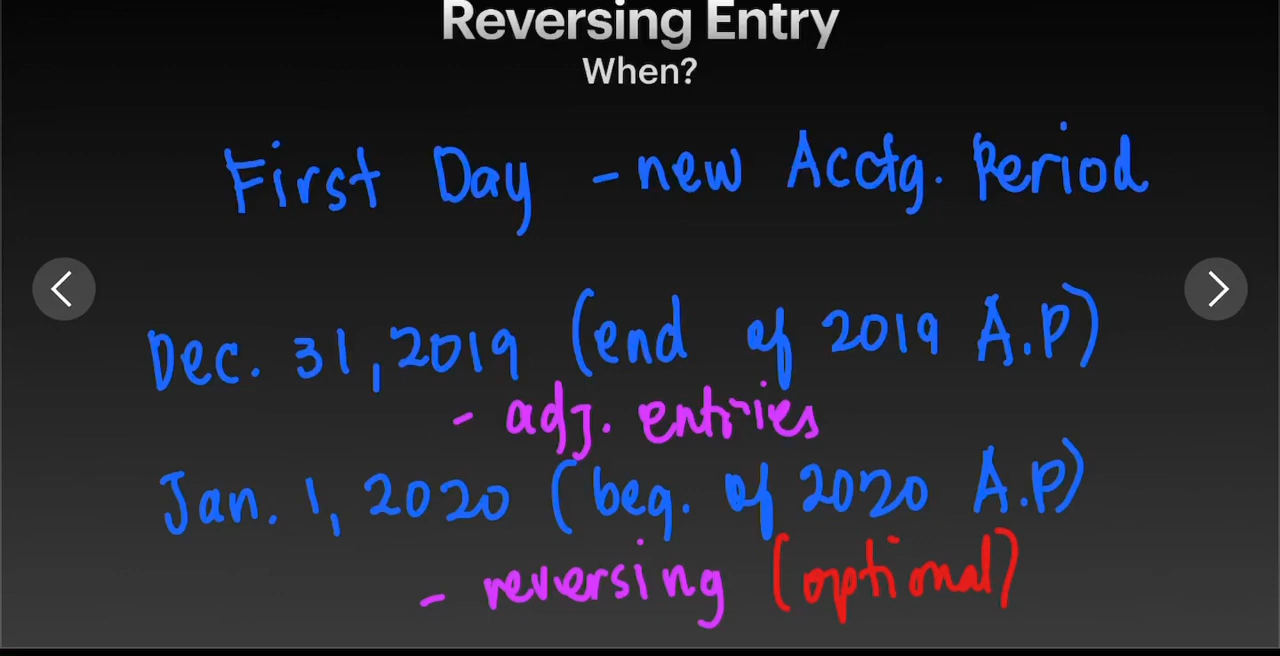 Reversing Entry
When?
First Day - new Acctg. Period
Dec. 31, 2019 (end of 2019 A.P)
- adj. entries
Jan. 1, 2020 (beg. of 2020 A.P)
- reversing (optional)